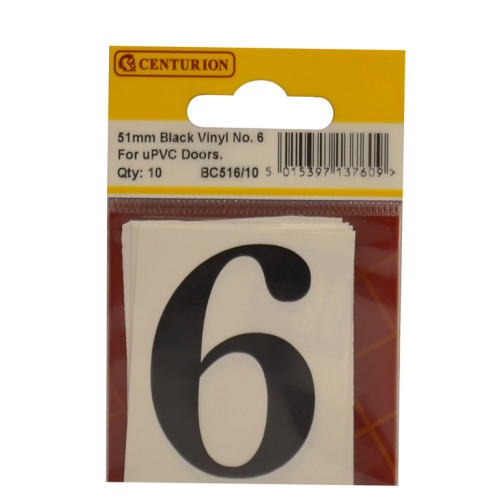 CENTURION
51mm Black Vinyl No. 6
For uPVC Doors.
Qty: 10 BC516/10
5 015397 137609 >
6